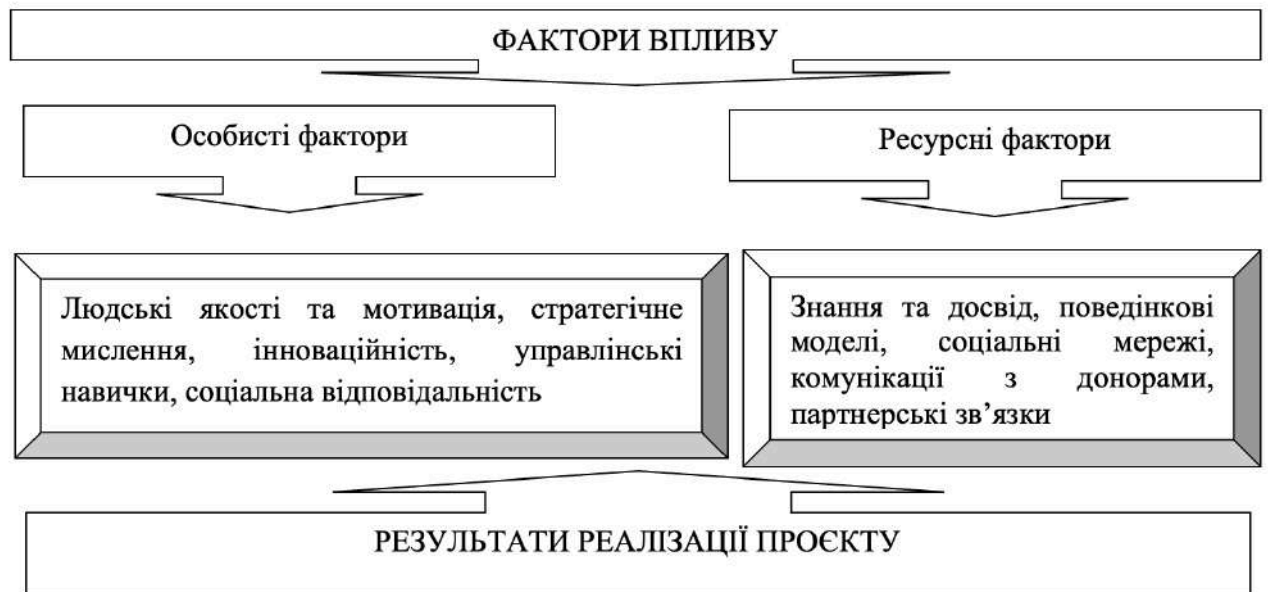 ФАКТОРИ ВПЛИВУ
Особисті фактори
Ресурсні фактори
Людські якості та мотивація, стратегічне
мислення, інноваційність, управлінські
навички, соціальна відповідальність
Знання та досвід, поведінкові
моделі, соціальні мережі,
комунікації з донорами,
партнерські зв’язки
РЕЗУЛЬТАТИ РЕАЛІЗАЦІЇ ПРОЄКТУ